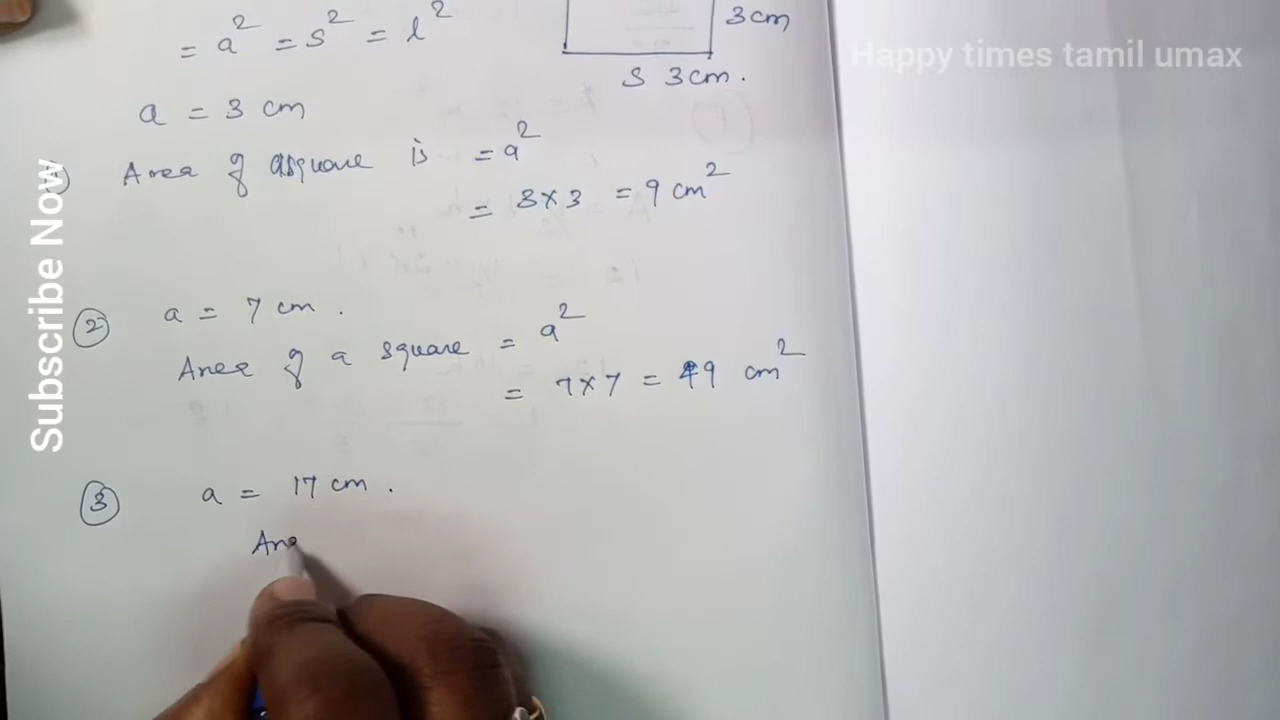 = a² = s² = l²
3cm
S 3cm.
a = 3 cm
Area of a square is = a²
= 3×3 = 9 cm²
② a = 7 cm.
Area of a square = a²
= 7×7 = 49 cm²
③ a = 17 cm.
Are
Happy times tamil umax
Subscribe Now